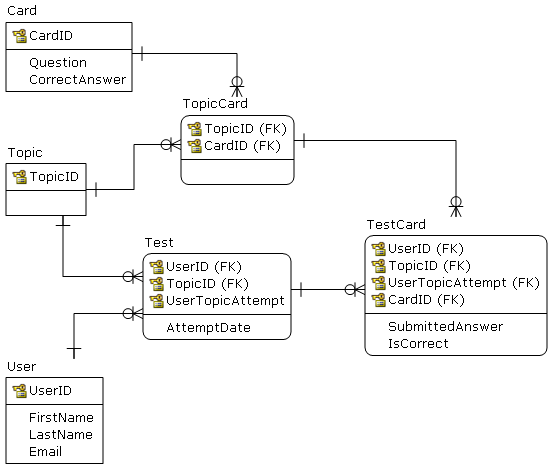 Card
CardID
Question
CorrectAnswer
TopicCard
TopicID (FK)
CardID (FK)
Topic
TopicID
Test
UserID (FK)
TopicID (FK)
UserTopicAttempt
AttemptDate
TestCard
UserID (FK)
TopicID (FK)
UserTopicAttempt (FK)
CardID (FK)
SubmittedAnswer
IsCorrect
User
UserID
FirstName
LastName
Email